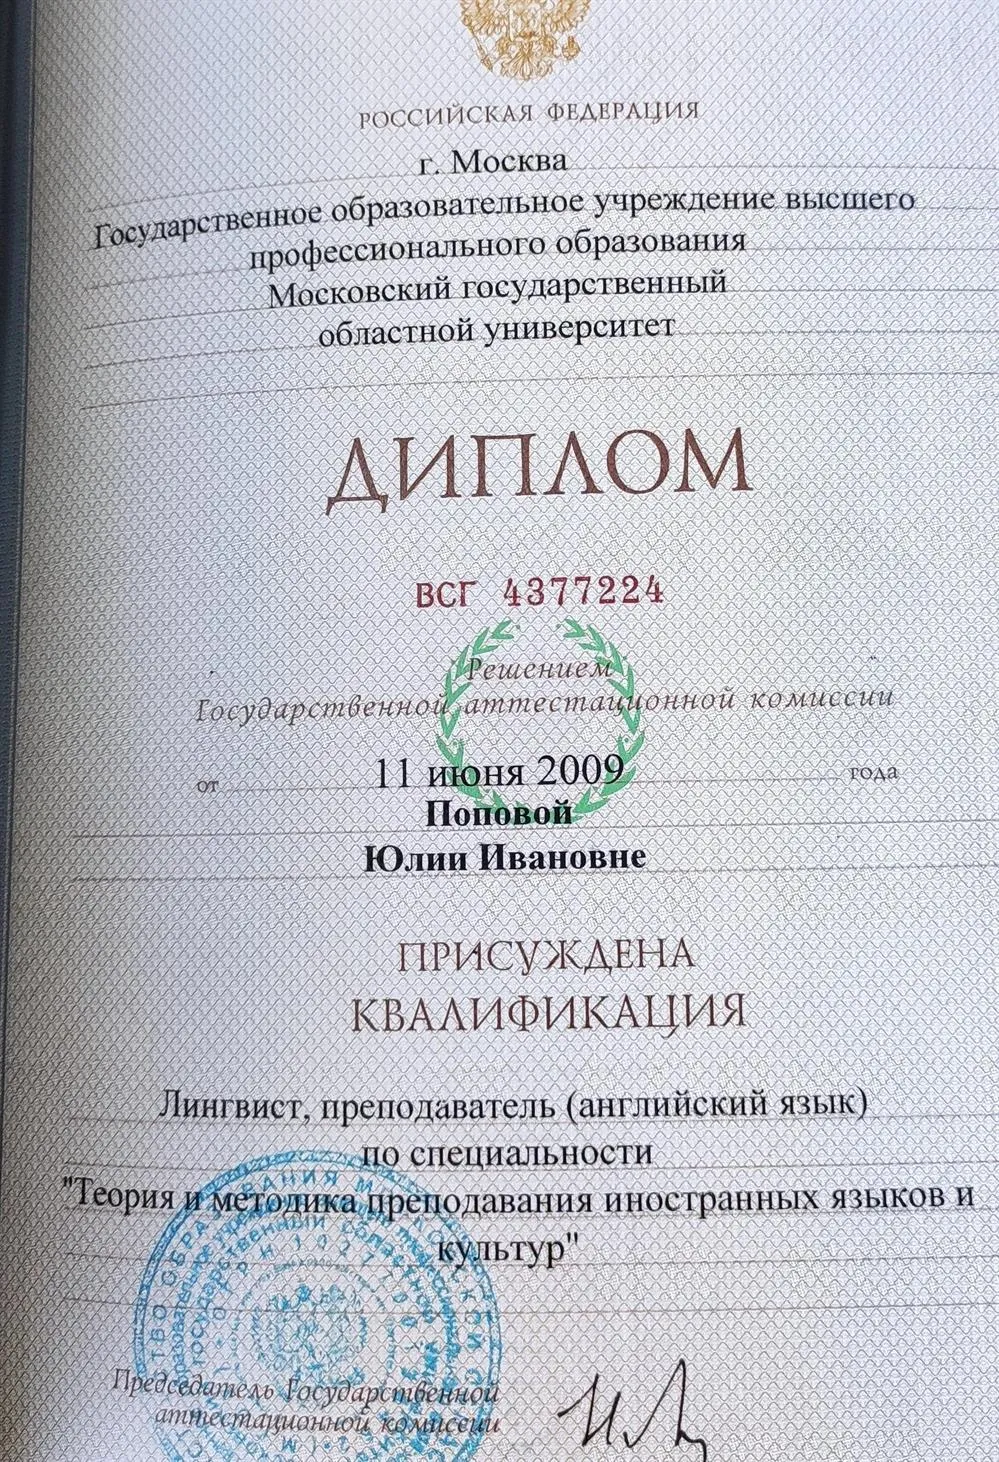 РОССИЙСКАЯ ФЕДЕРАЦИЯ
г. Москва
Государственное образовательное учреждение высшего
профессионального образования
Московский государственный
областной университет
ДИПЛОМ
ВСГ 4377224
Решением
Государственной аттестационной комиссии
от 11 июня 2009 года
Поповой
Юлии Ивановне
ПРИСУЖДЕНА
КВАЛИФИКАЦИЯ
Лингвист, преподаватель (английский язык)
по специальности
"Теория и методика преподавания иностранных языков и
культур"
Председатель Государственной
аттестационной комиссии